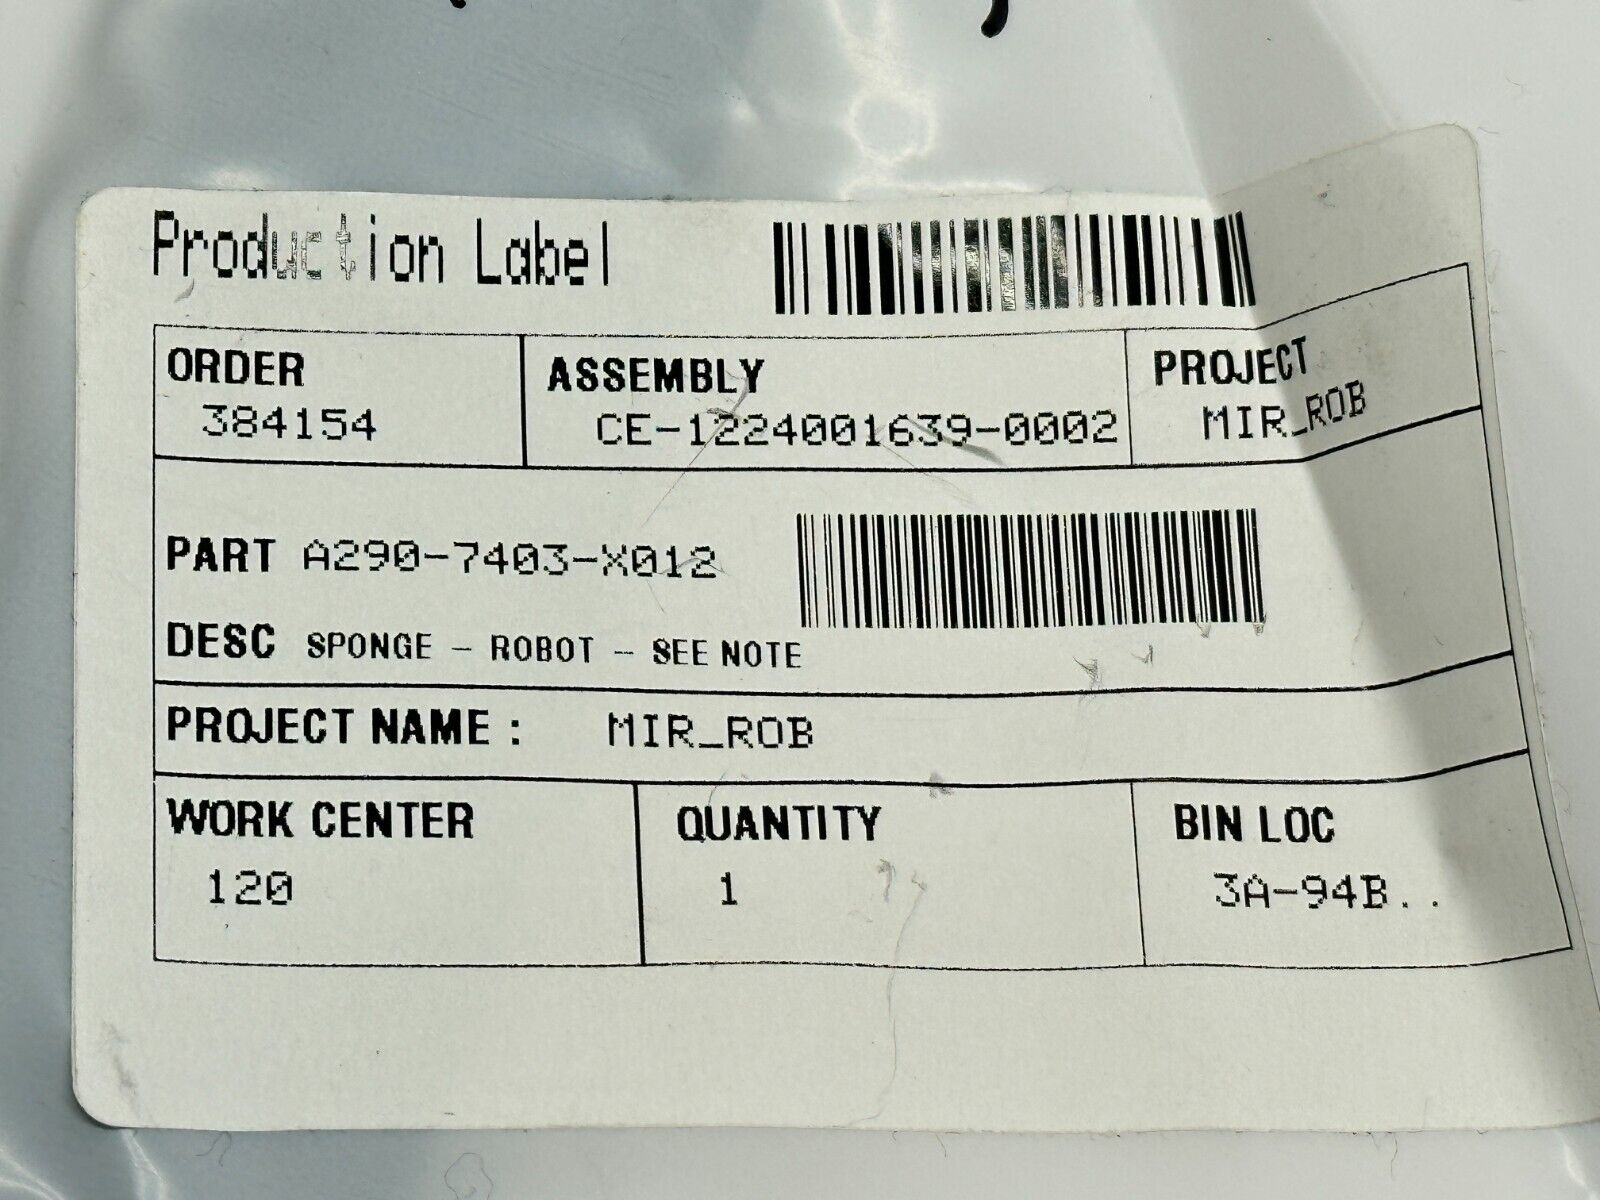 Production Label
ORDER ASSEMBLY PROJECT
384154 CE-1224001639-0002 MIR_ROB
PART A290-7403-X012
DESC SPONGE - ROBOT - SEE NOTE
PROJECT NAME : MIR_ROB
WORK CENTER QUANTITY BIN LOC
120 1 3A-94B..